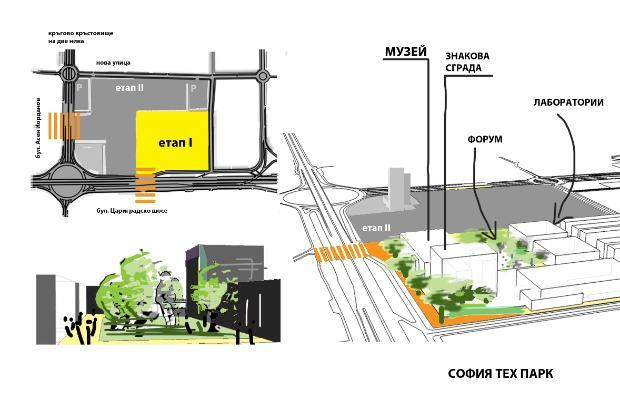 кръгово кръстовище
на две нива
нова улица
P
етап II
P
бул. Асен Йорданов
етап I
бул. Цариградско шосе
МУЗЕЙ
ЗНАКОВА
СГРАДА
ЛАБОРАТОРИИ
ФОРУМ
етап II
СОФИЯ ТЕХ ПАРК